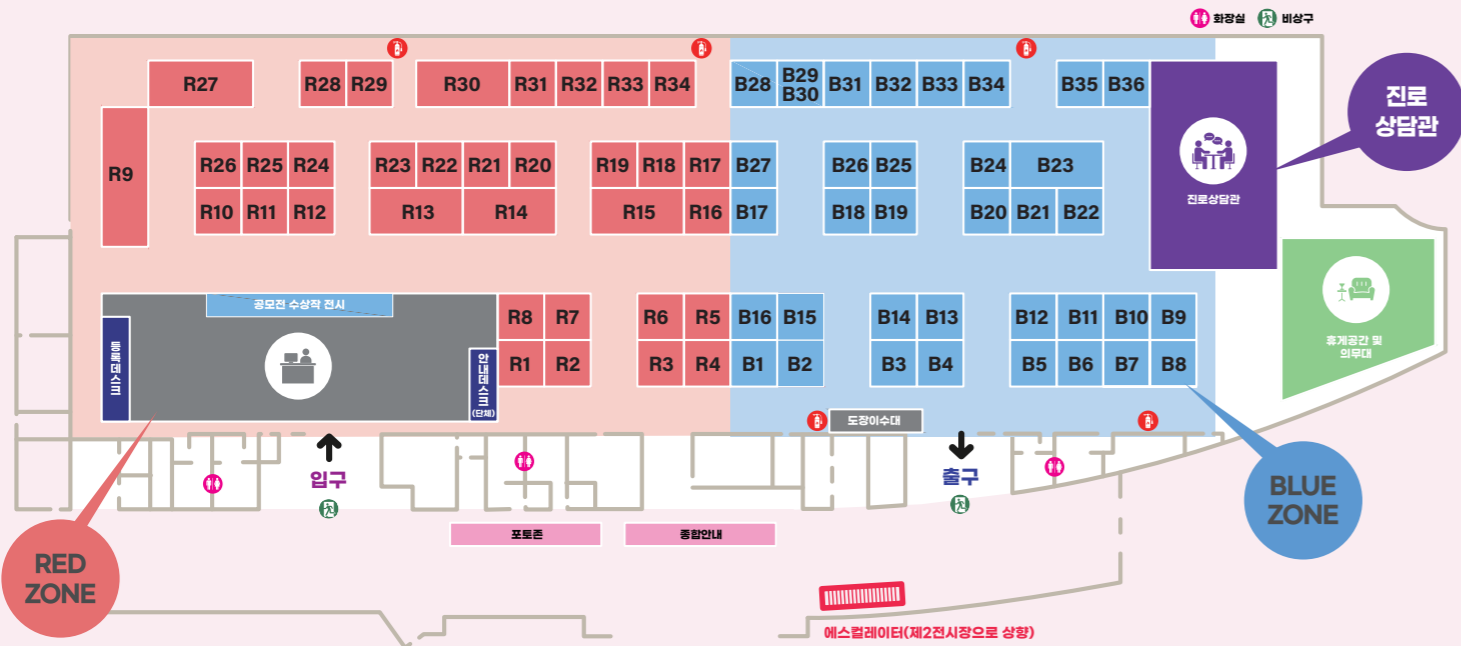 화장실 비상구
R27 R28 R29 R30 R31 R32 R33 R34 B28 B29 B30 B31 B32 B33 B34 B35 B36
진로
상담관
R9 R26 R25 R24 R23 R22 R21 R20 R19 R18 R17 B27 B26 B25 B24 B23
진로상담관
R10 R11 R12 R13 R14 R15 R16 B17 B18 B19 B20 B21 B22
공모전 수상작 전시
R8 R7 R6 R5 B16 B15 B14 B13 B12 B11 B10 B9
등록데스크
안내데스크
(단체)
휴게공간 및
의무대
R1 R2 R3 R4 B1 B2 B3 B4 B5 B6 B7 B8
도장이수대
입구
출구
BLUE
ZONE
포토존
종합안내
RED
ZONE
에스컬레이터(제2전시장으로 상향)